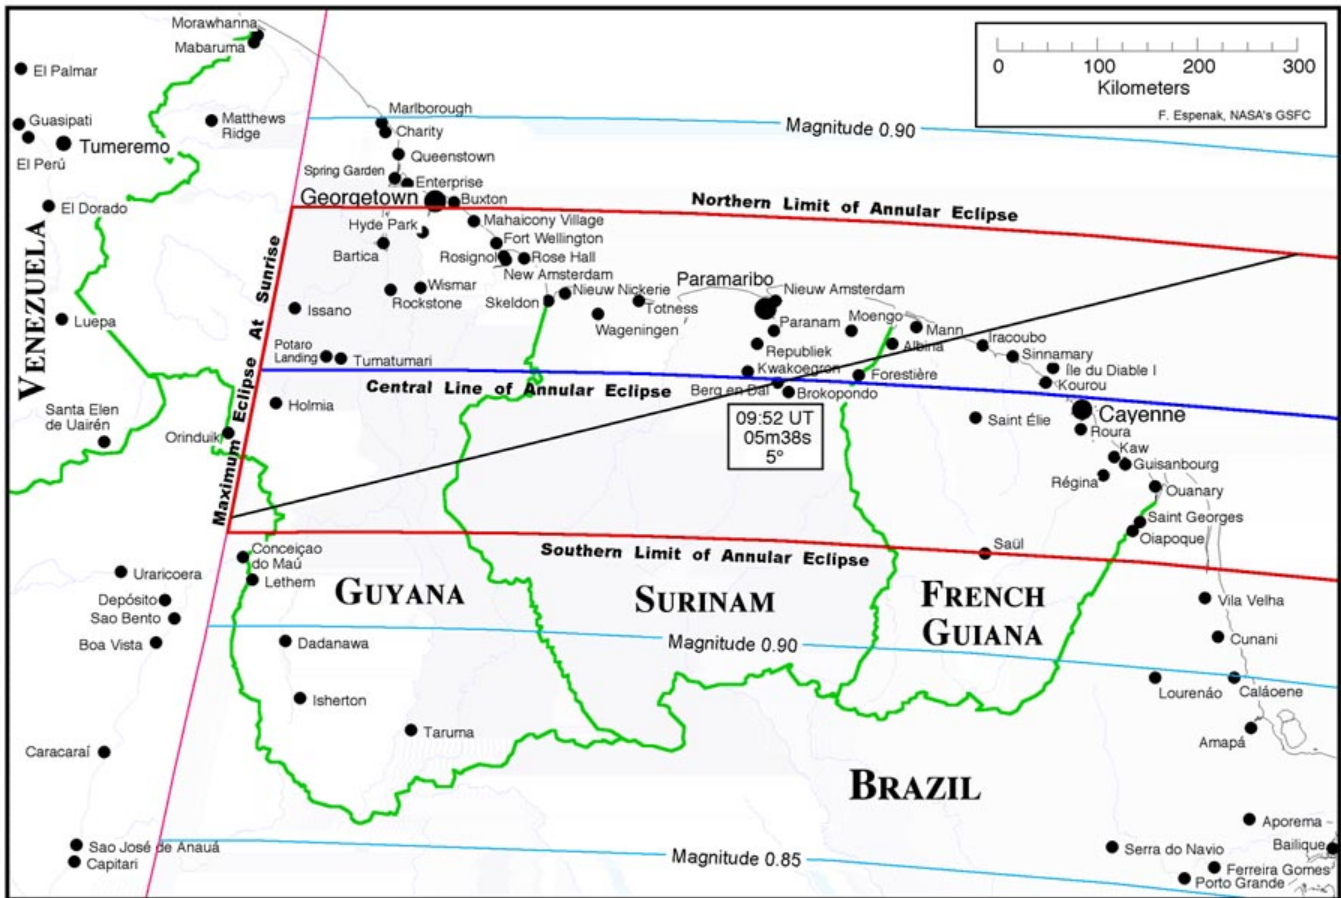 Morawhanna
Mabaruma
El Palmar
0 100 200 300
Kilometers
F. Espenak, NASA's GSFC
Guasipati
Matthews
Ridge
Marlborough
Charity
Magnitude 0.90
El Perú
Tumeremo
Queenstown
Spring Garden
Enterprise
Georgetown
Buxton
El Dorado
Northern Limit of Annular Eclipse
Hyde Park
Mahaicony Village
Fort Wellington
Bartica
Rosignol
Rose Hall
New Amsterdam
VENEZUELA
Maximum Eclipse At Sunrise
Wismar
Rockstone
Skeldon
Nieuw Nickerie
Totness
Wageningen
Paramaribo
Nieuw Amsterdam
Paranam
Moengo
Mann
Issano
Luepa
Republiek
Albina
Iracoubo
Sinnamary
Île du Diable I
Kourou
Potaro
Landing
Tumatumari
Kwakoegron
Forestière
Central Line of Annular Eclipse
Berg en Dal
Brokopondo
Holmia
Santa Elen
de Uairén
Orinduik
09:52 UT
05m38s
5°
Saint Élie
Cayenne
Roura
Kaw
Guisanbourg
Régina
Ouanary
Saint Georges
Oiapoque
Saül
Southern Limit of Annular Eclipse
Conceiçao
do Maú
Lethem
Uraricoera
Depósito
Sao Bento
Boa Vista
GUYANA
SURINAM
FRENCH
GUIANA
Vila Velha
Cunani
Dadanawa
Magnitude 0.90
Lourenáo
Caláoene
Isherton
Taruma
Amapá
Caracaraí
BRAZIL
Aporema
Sao José de Anauá
Capitari
Magnitude 0.85
Serra do Navio
Bailique
Ferreira Gomes
Porto Grande